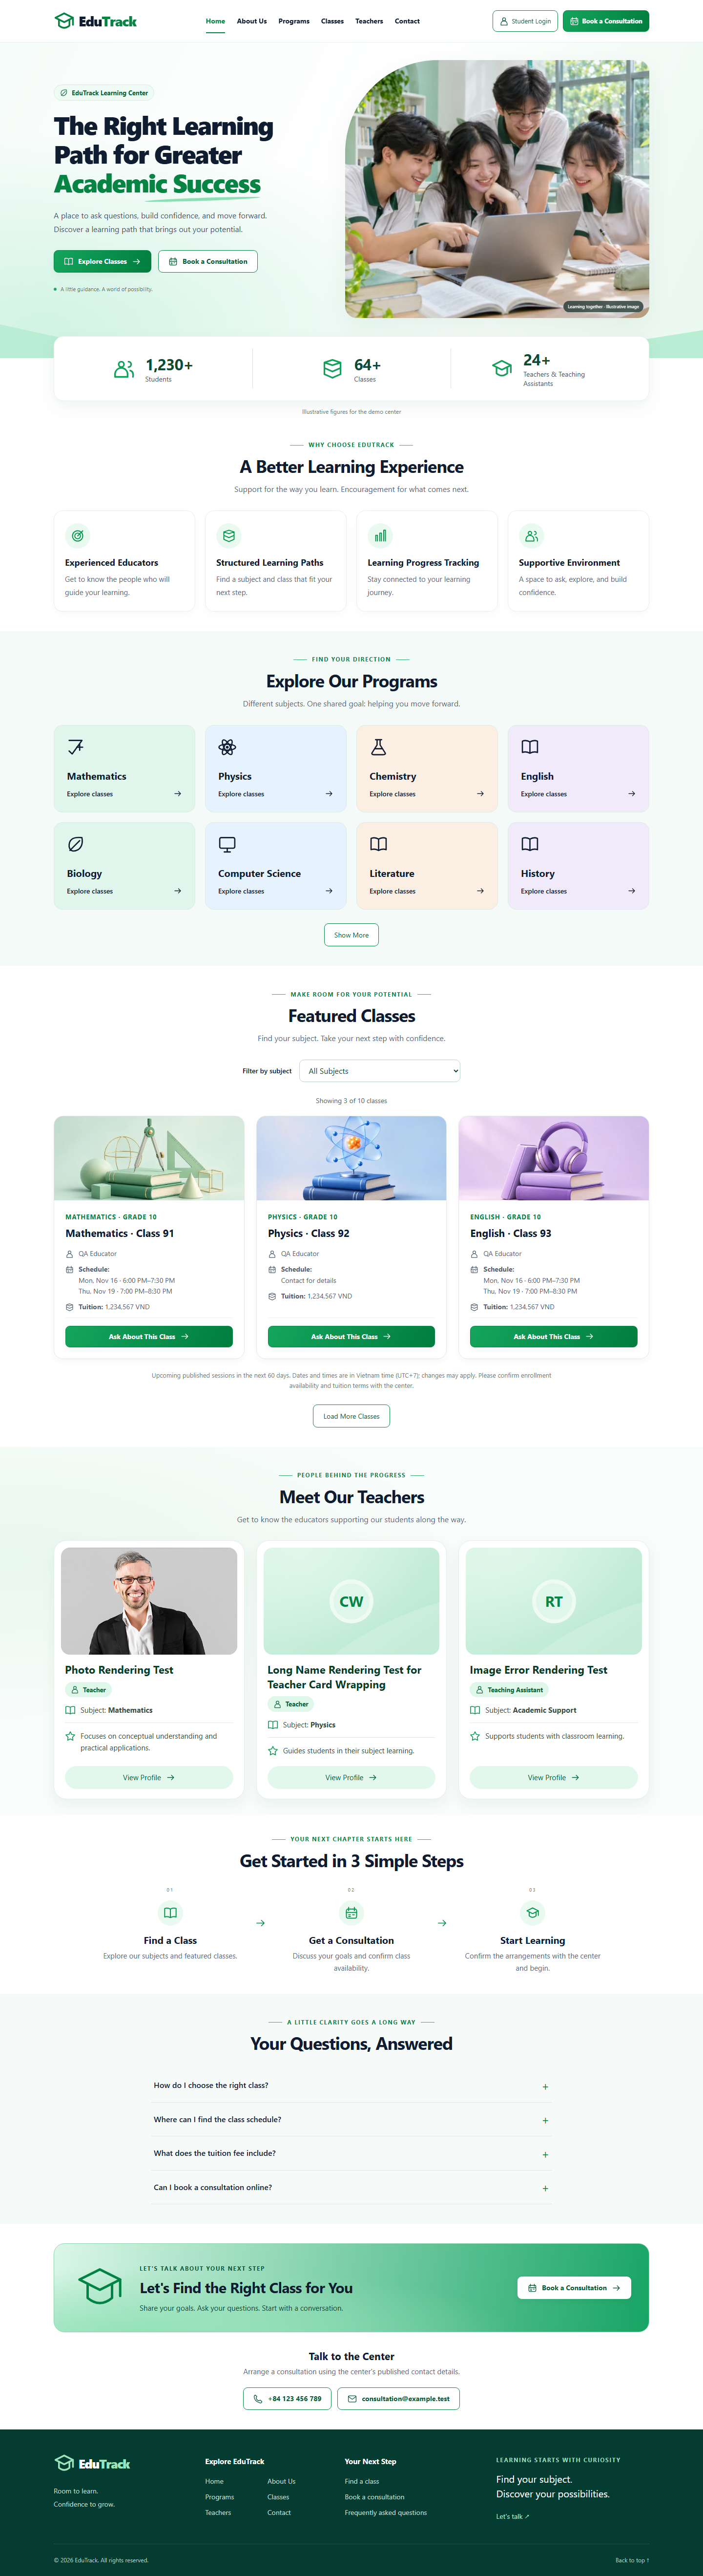 EduTrack
Home About Us Programs Classes Teachers Contact
Student Login
Book a Consultation
EduTrack Learning Center
The Right Learning
Path for Greater
Academic Success
A place to ask questions, build confidence, and move forward.
Discover a learning path that brings out your potential.
Explore Classes →
Book a Consultation
A little guidance. A world of possibility.
Learning together · Illustrative image
1,230+
Students
64+
Classes
24+
Teachers & Teaching
Assistants
Illustrative figures for the demo center
WHY CHOOSE EDUTRACK
A Better Learning Experience
Support for the way you learn. Encouragement for what comes next.
Experienced Educators
Get to know the people who will
guide your learning.
Structured Learning Paths
Find a subject and class that fit your
next step.
Learning Progress Tracking
Stay connected to your learning
journey.
Supportive Environment
A space to ask, explore, and build
confidence.
FIND YOUR DIRECTION
Explore Our Programs
Different subjects. One shared goal: helping you move forward.
Mathematics
Explore classes →
Physics
Explore classes →
Chemistry
Explore classes →
English
Explore classes →
Biology
Explore classes →
Computer Science
Explore classes →
Literature
Explore classes →
History
Explore classes →
Show More
MAKE ROOM FOR YOUR POTENTIAL
Featured Classes
Find your subject. Take your next step with confidence.
Filter by subject
All Subjects
Showing 3 of 10 classes
MATHEMATICS · GRADE 10
Mathematics · Class 91
QA Educator
Schedule:
Mon, Nov 16 · 6:00 PM–7:30 PM
Thu, Nov 19 · 7:00 PM–8:30 PM
Tuition: 1,234,567 VND
Ask About This Class →
PHYSICS · GRADE 10
Physics · Class 92
QA Educator
Schedule:
Contact for details
Tuition: 1,234,567 VND
Ask About This Class →
ENGLISH · GRADE 10
English · Class 93
QA Educator
Schedule:
Mon, Nov 16 · 6:00 PM–7:30 PM
Thu, Nov 19 · 7:00 PM–8:30 PM
Tuition: 1,234,567 VND
Ask About This Class →
Upcoming published sessions in the next 60 days. Dates and times are in Vietnam time (UTC+7); changes may apply. Please confirm enrollment
availability and tuition terms with the center.
Load More Classes
PEOPLE BEHIND THE PROGRESS
Meet Our Teachers
Get to know the educators supporting our students along the way.
Photo Rendering Test
Teacher
Subject: Mathematics
Focuses on conceptual understanding and
practical applications.
View Profile →
CW
Long Name Rendering Test for
Teacher Card Wrapping
Teacher
Subject: Physics
Guides students in their subject learning.
View Profile →
RT
Image Error Rendering Test
Teaching Assistant
Subject: Academic Support
Supports students with classroom learning.
View Profile →
YOUR NEXT CHAPTER STARTS HERE
Get Started in 3 Simple Steps
01
Find a Class
Explore our subjects and featured classes.
02
Get a Consultation
Discuss your goals and confirm class
availability.
03
Start Learning
Confirm the arrangements with the center
and begin.
A LITTLE CLARITY GOES A LONG WAY
Your Questions, Answered
How do I choose the right class? +
Where can I find the class schedule? +
What does the tuition fee include? +
Can I book a consultation online? +
LET'S TALK ABOUT YOUR NEXT STEP
Let's Find the Right Class for You
Share your goals. Ask your questions. Start with a conversation.
Book a Consultation →
Talk to the Center
Arrange a consultation using the center's published contact details.
+84 123 456 789
consultation@example.test
EduTrack
Room to learn.
Confidence to grow.
Explore EduTrack
Home About Us
Programs Classes
Teachers Contact
Your Next Step
Find a class
Book a consultation
Frequently asked questions
LEARNING STARTS WITH CURIOSITY
Find your subject.
Discover your possibilities.
Let's talk ↗
© 2026 EduTrack. All rights reserved.
Back to top ↑